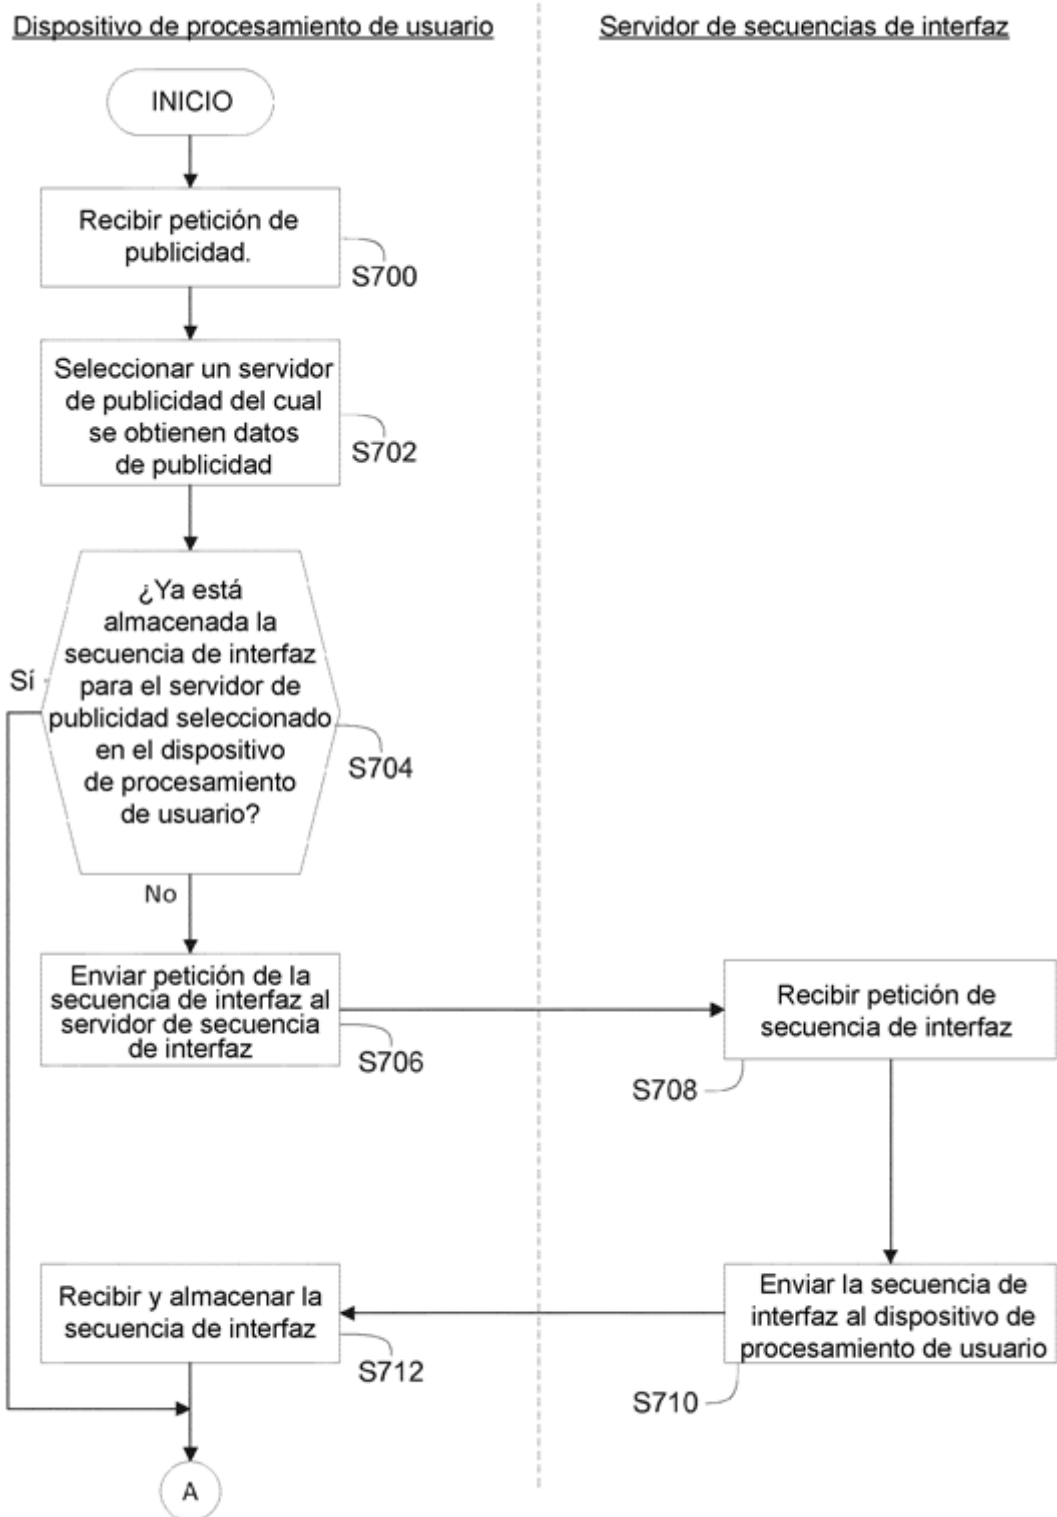 Dispositivo de procesamiento de usuario
Servidor de secuencias de interfaz
INICIO
Recibir petición de
publicidad.
S700
Seleccionar un servidor
de publicidad del cual
se obtienen datos
de publicidad
S702
¿Ya está
almacenada la
secuencia de interfaz
para el servidor de
publicidad seleccionado
en el dispositivo
de procesamiento
de usuario?
Sí
S704
No
Enviar petición de la
secuencia de interfaz al
servidor de secuencia
de interfaz
S706
Recibir petición de
secuencia de interfaz
S708
Enviar la secuencia de
interfaz al dispositivo de
procesamiento de usuario
S710
Recibir y almacenar la
secuencia de interfaz
S712
A